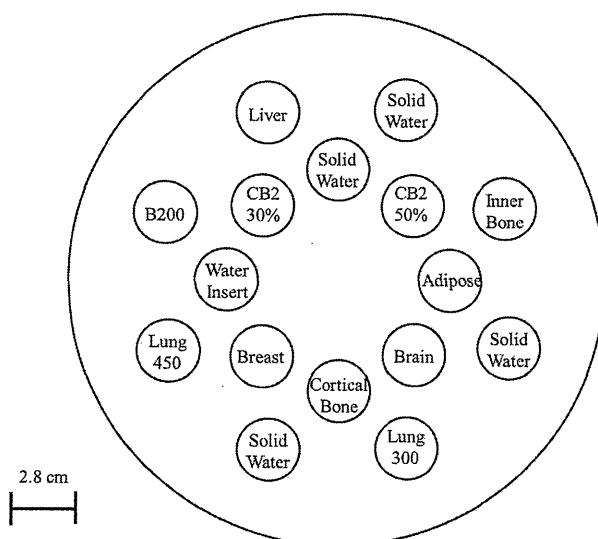 Liver
Solid
Water
Solid
Water
B200
CB2
30%
CB2
50%
Inner
Bone
Water
Insert
Adipose
Lung
450
Breast
Brain
Solid
Water
Cortical
Bone
Solid
Water
Lung
300
2.8 cm